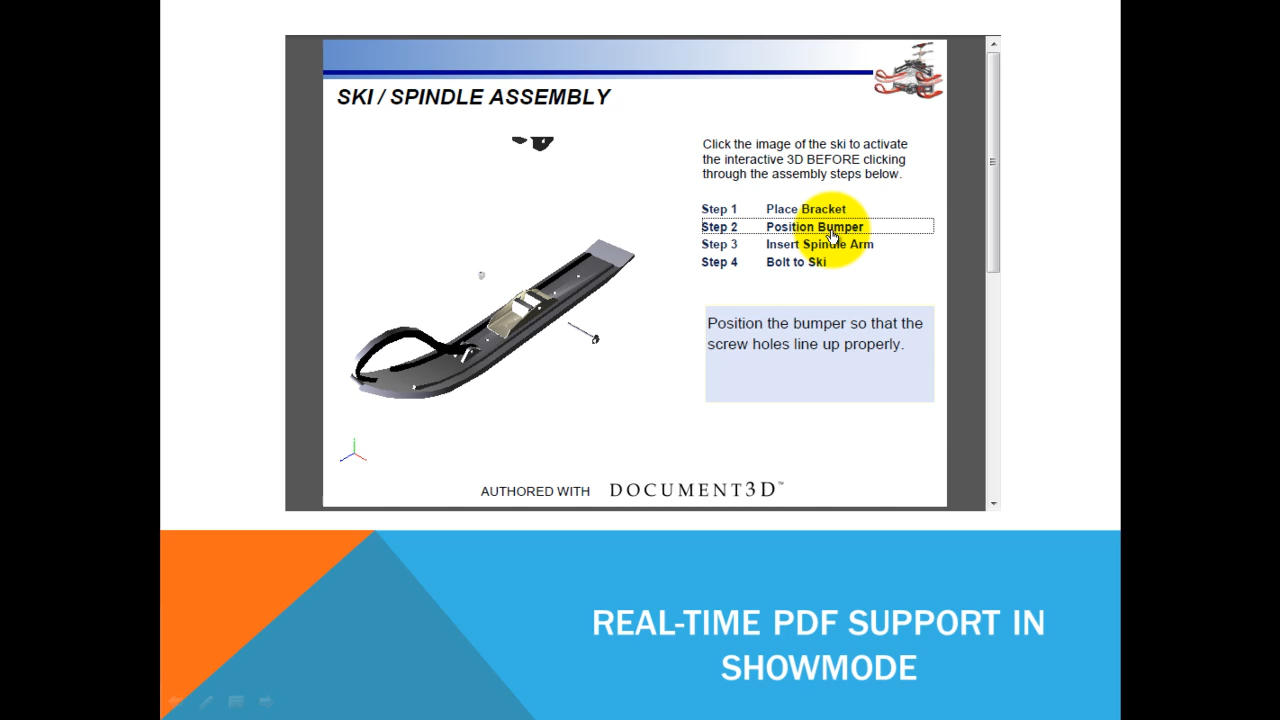 SKI / SPINDLE ASSEMBLY
Click the image of the ski to activate
the interactive 3D BEFORE clicking
through the assembly steps below.
Step 1 Place Bracket
Step 2 Position Bumper
Step 3 Insert Spindle Arm
Step 4 Bolt to Ski
Position the bumper so that the
screw holes line up properly.
AUTHORED WITH DOCUMENT3D™
REAL-TIME PDF SUPPORT IN
SHOWMODE